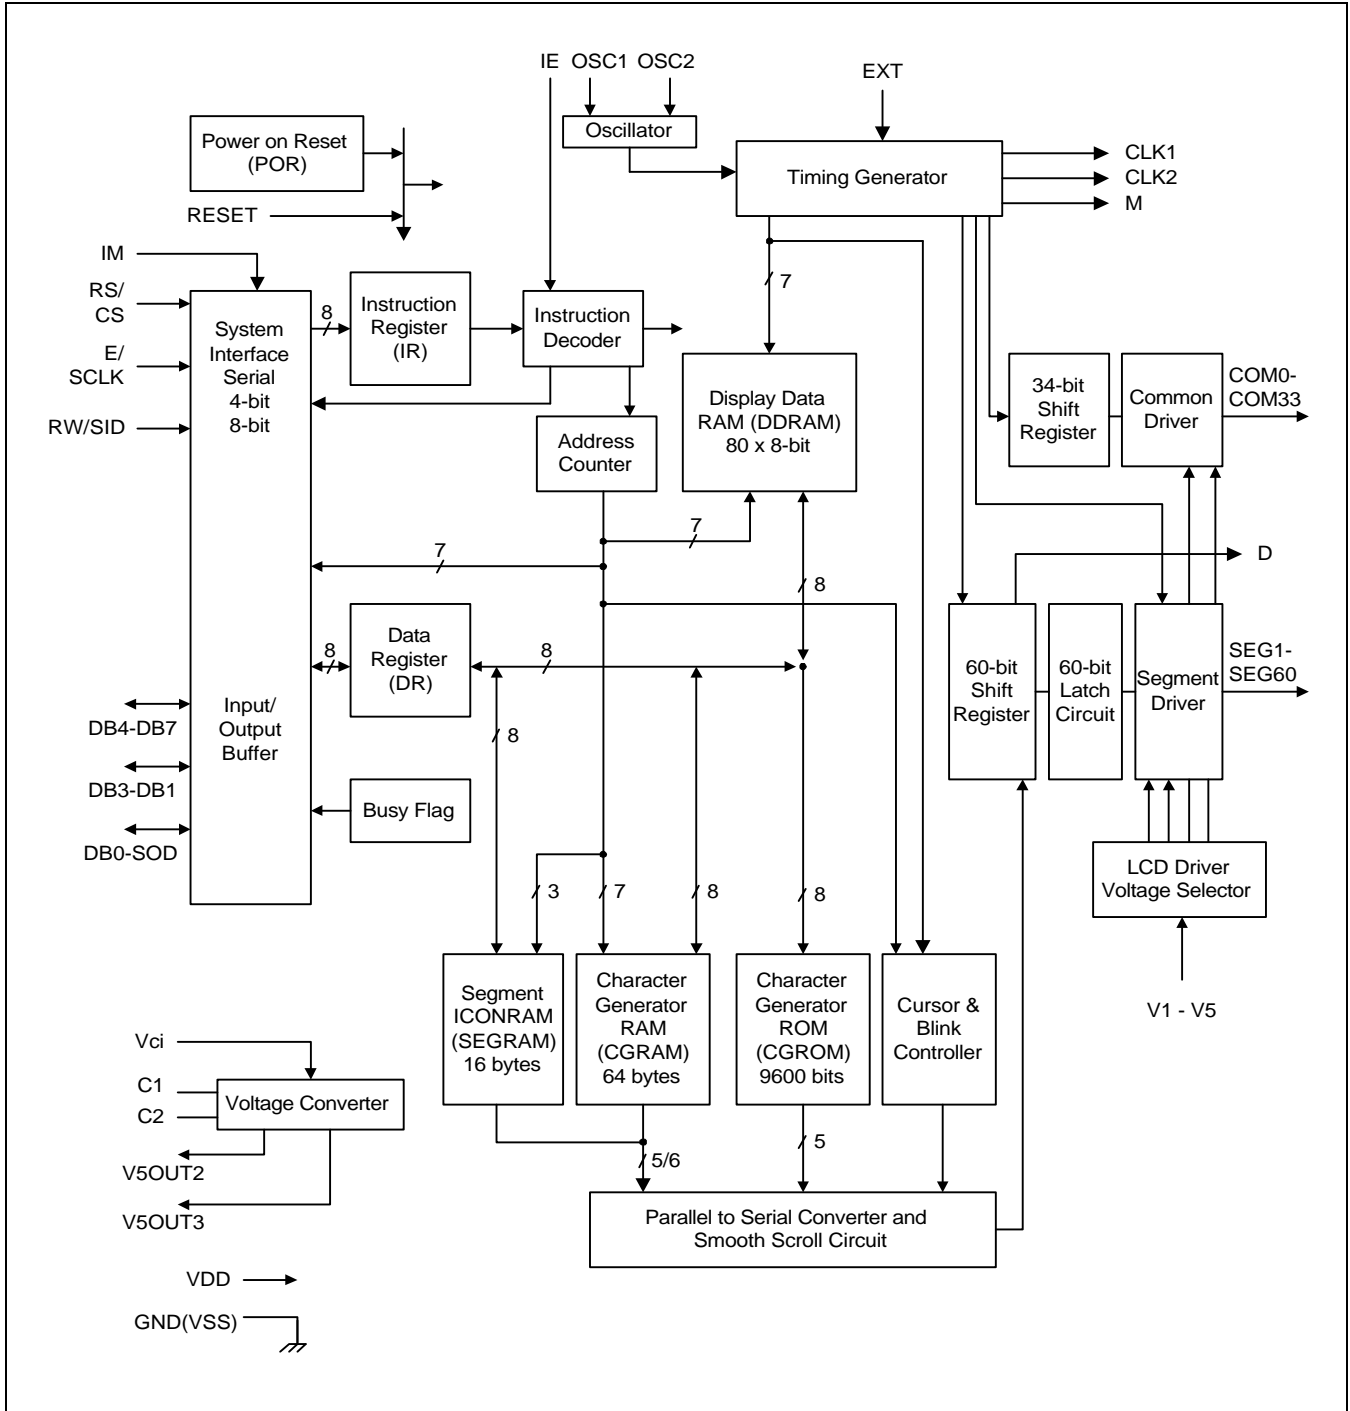 IE OSC1 OSC2
EXT
Oscillator
Power on Reset
(POR)
Timing Generator
CLK1
CLK2
M
RESET
IM
RS/
CS
E/
SCLK
RW/SID
System
Interface
Serial
4-bit
8-bit
8
Instruction
Register
(IR)
Instruction
Decoder
7
Display Data
RAM (DDRAM)
80 x 8-bit
34-bit
Shift
Register
Common
Driver
COM0-
COM33
Address
Counter
7
7
8
D
Data
Register
(DR)
8
8
60-bit
Shift
Register
60-bit
Latch
Circuit
Segment
Driver
SEG1-
SEG60
Input/
Output
Buffer
DB4-DB7
DB3-DB1
DB0-SOD
8
Busy Flag
3
7
8
8
LCD Driver
Voltage Selector
V1 - V5
Segment
ICONRAM
(SEGRAM)
16 bytes
Character
Generator
RAM
(CGRAM)
64 bytes
Character
Generator
ROM
(CGROM)
9600 bits
Cursor &
Blink
Controller
Vci
C1
C2
Voltage Converter
V5OUT2
V5OUT3
5/6
5
Parallel to Serial Converter and
Smooth Scroll Circuit
VDD
GND(VSS)